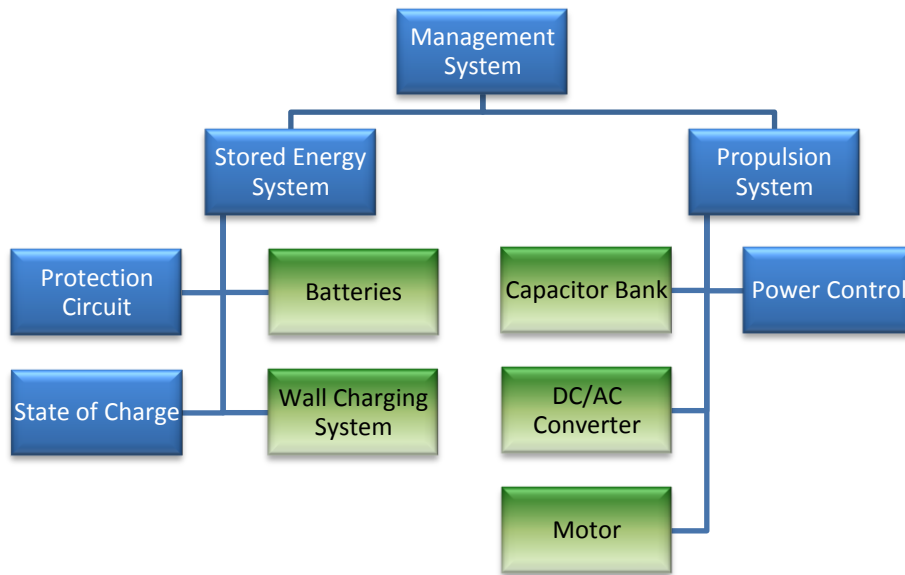 Management
System
Stored Energy
System
Propulsion
System
Protection
Circuit
Batteries
Capacitor Bank
Power Control
State of Charge
Wall Charging
System
DC/AC
Converter
Motor